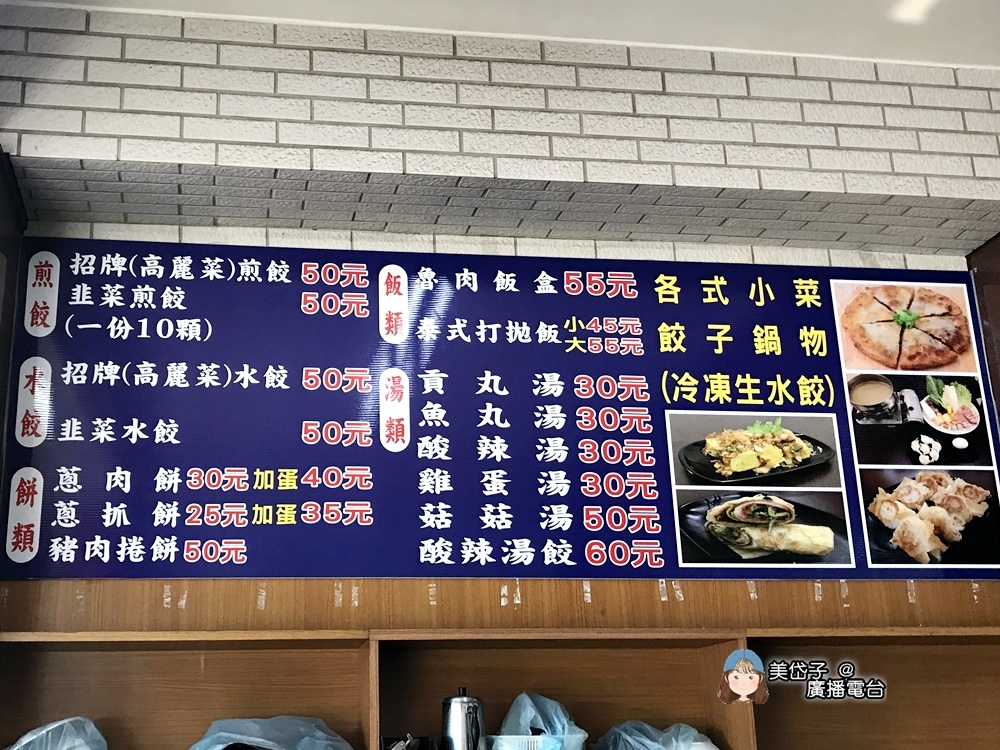 煎餃
招牌(高麗菜)煎餃 50元
韭菜煎餃 50元
(一份10顆)
水餃
招牌(高麗菜)水餃 50元
韭菜水餃 50元
餅類
蔥肉餅 30元 加蛋 40元
蔥抓餅 25元 加蛋 35元
豬肉捲餅 50元
飯類
魯肉飯盒 55元
泰式打拋飯 小45元 大55元
湯類
貢丸湯 30元
魚丸湯 30元
酸辣湯 30元
雞蛋湯 30元
菇菇湯 50元
酸辣湯餃 60元
各式小菜
餃子鍋物
(冷凍生水餃)
美岱子@
廣播電台